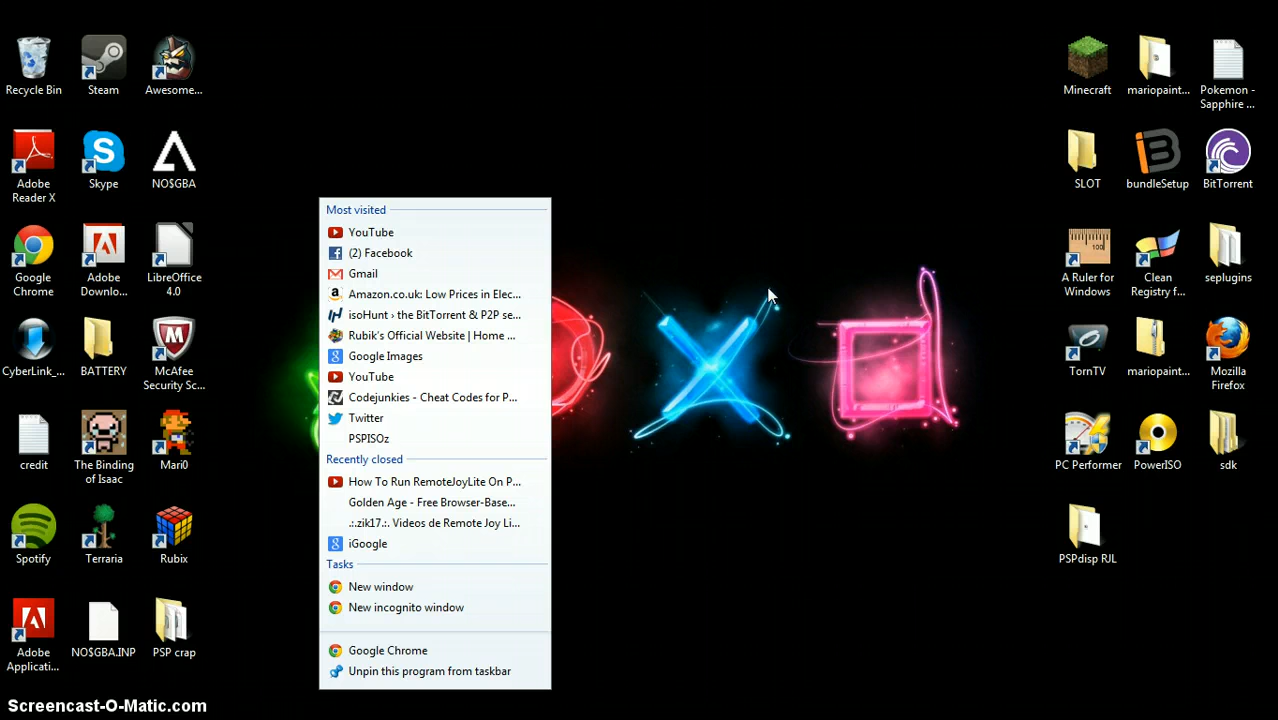 Recycle Bin
Steam
Awesome...
Adobe
Reader X
Skype
NO$GBA
Google
Chrome
Adobe
Downlo...
LibreOffice
4.0
CyberLink_...
BATTERY
McAfee
Security Sc...
credit
The Binding
of Isaac
Mari0
Spotify
Terraria
Rubix
Adobe
Applicati...
NO$GBA.INP
PSP crap
Most visited
YouTube
(2) Facebook
Gmail
Amazon.co.uk: Low Prices in Elec...
isoHunt › the BitTorrent & P2P se...
Rubik's Official Website | Home ...
Google Images
YouTube
Codejunkies - Cheat Codes for P...
Twitter
PSPISOz
Recently closed
How To Run RemoteJoyLite On P...
Golden Age - Free Browser-Base...
.:.zik17.:. Videos de Remote Joy Li...
iGoogle
Tasks
New window
New incognito window
Google Chrome
Unpin this program from taskbar
Minecraft
mariopaint...
Pokemon -
Sapphire ...
SLOT
bundleSetup
BitTorrent
A Ruler for
Windows
Clean
Registry f...
seplugins
TornTV
mariopaint...
Mozilla
Firefox
PC Performer
PowerISO
sdk
PSPdisp RJL
Screencast-O-Matic.com